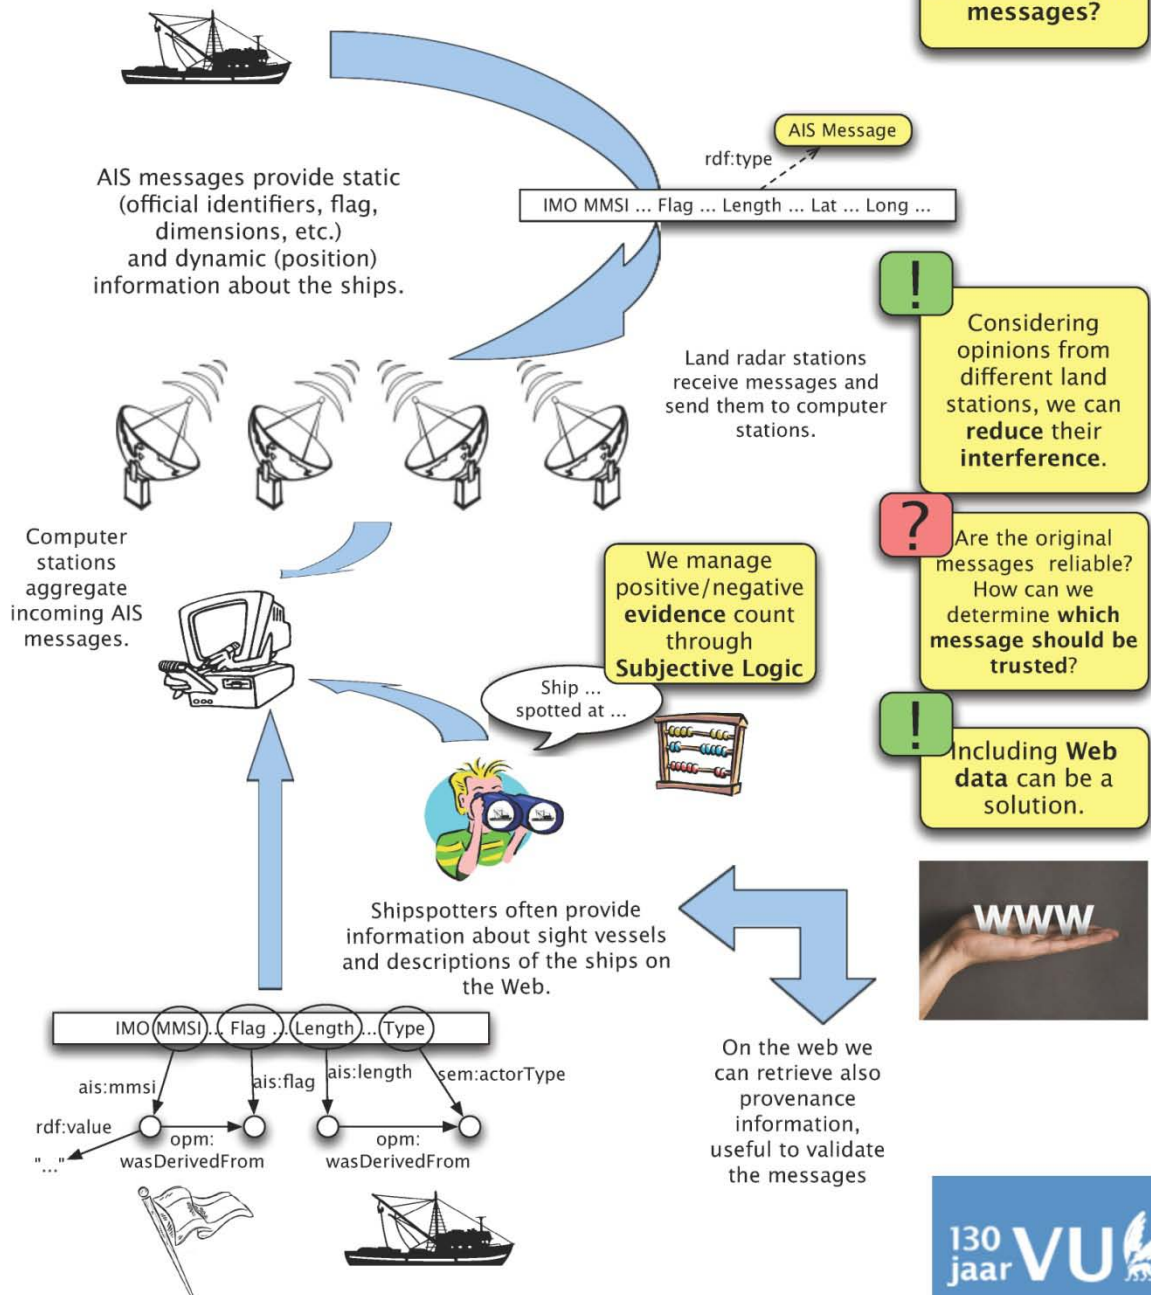 messages?
AIS Message
rdf:type
IMO MMSI ... Flag ... Length ... Lat ... Long ...
AIS messages provide static
(official identifiers, flag,
dimensions, etc.)
and dynamic (position)
information about the ships.
!
Considering
opinions from
different land
stations, we can
reduce their
interference.
Land radar stations
receive messages and
send them to computer
stations.
?
Are the original
messages reliable?
How can we
determine which
message should be
trusted?
Computer
stations
aggregate
incoming AIS
messages.
We manage
positive/negative
evidence count
through
Subjective Logic
Ship ...
spotted at ...
!
Including Web
data can be a
solution.
WWW
Shipspotters often provide
information about sight vessels
and descriptions of the ships on
the Web.
IMO MMSI ... Flag ... Length ... Type
ais:mmsi
ais:flag
ais:length
sem:actorType
rdf:value
"..."
opm:
wasDerivedFrom
opm:
wasDerivedFrom
On the web we
can retrieve also
provenance
information,
useful to validate
the messages
130
jaar VU